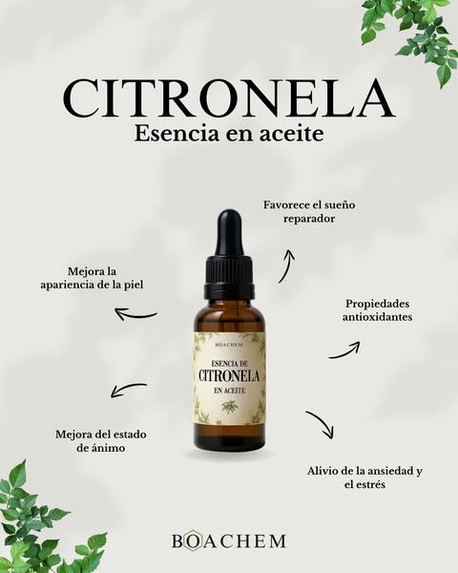 CITRONELA
Esencia en aceite
Favorece el sueño
reparador
Mejora la
apariencia de la piel
Propiedades
antioxidantes
BOACHEM
ESENCIA DE
CITRONELA
EN ACEITE
Mejora del estado
de ánimo
Alivio de la ansiedad y
el estrés
BOACHEM